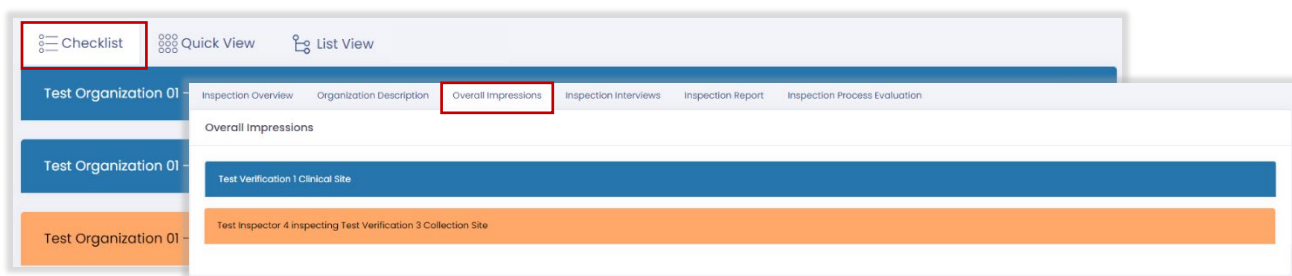 Checklist Quick View List View
Test Organization 01 -
Inspection Overview Organization Description Overall Impressions Inspection Interviews Inspection Report Inspection Process Evaluation
Overall Impressions
Test Organization 01 -
Test Verification 1 Clinical Site
Test Organization 01 -
Test Inspector 4 inspecting Test Verification 3 Collection Site